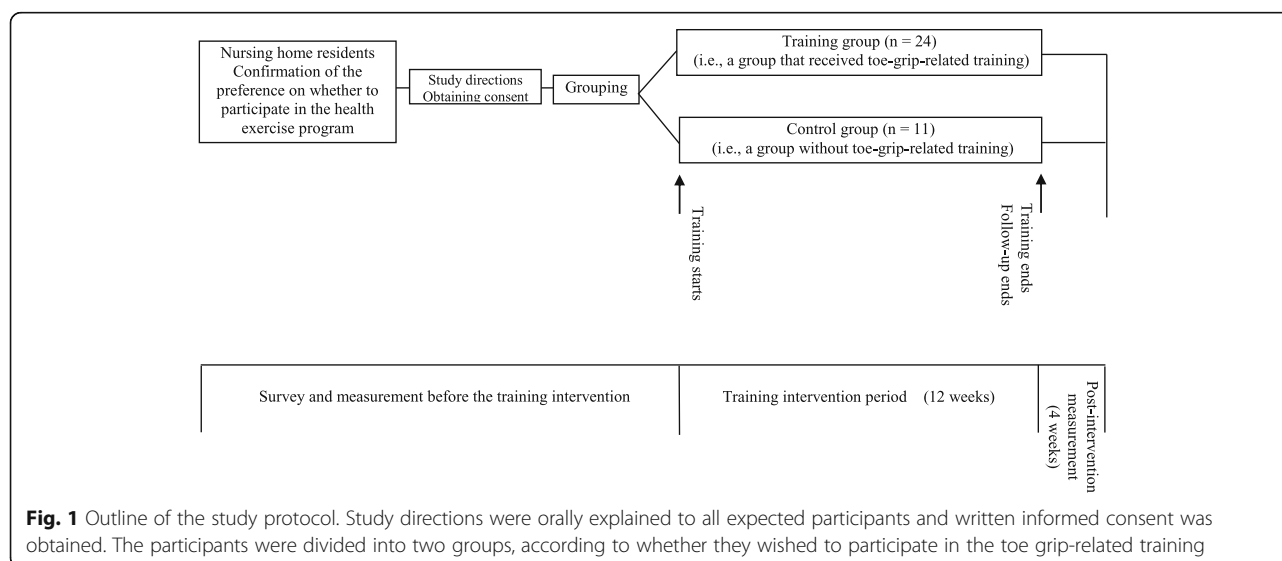 Nursing home residents
Confirmation of the
preference on whether to
participate in the health
exercise program
Study directions
Obtaining consent
Grouping
Training group (n = 24)
(i.e., a group that received toe-grip-related training)
Control group (n = 11)
(i.e., a group without toe-grip-related training)
Training starts
Training ends
Follow-up ends
Survey and measurement before the training intervention
Training intervention period (12 weeks)
Post-intervention
measurement
(4 weeks)
Fig. 1 Outline of the study protocol. Study directions were orally explained to all expected participants and written informed consent was
obtained. The participants were divided into two groups, according to whether they wished to participate in the toe grip-related training